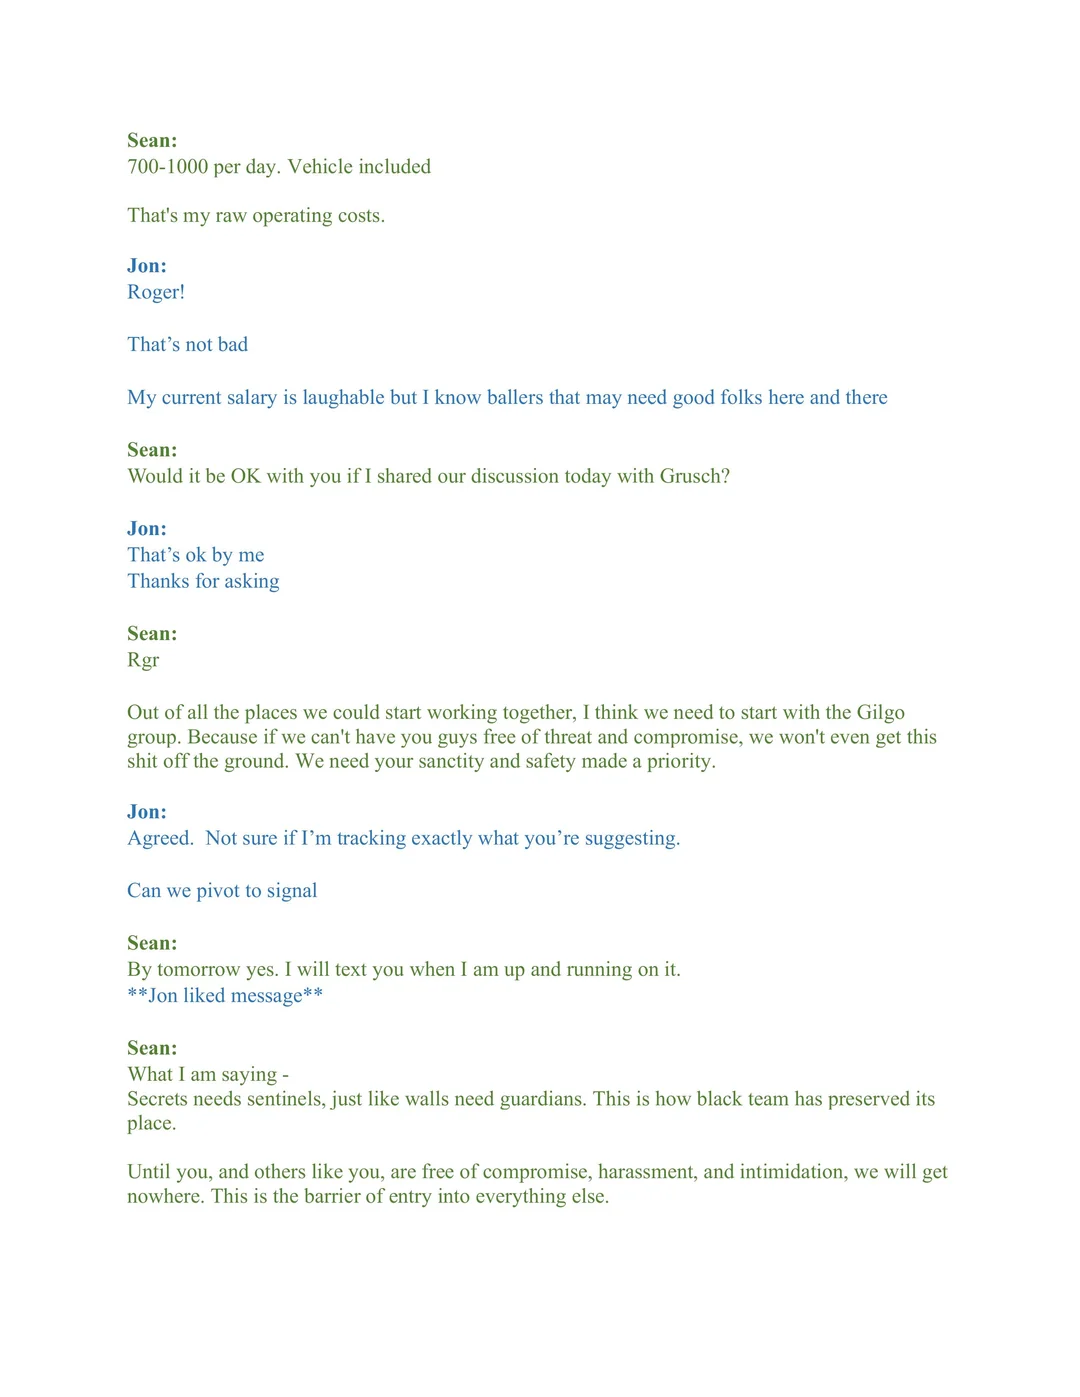 Sean:
700-1000 per day. Vehicle included
That's my raw operating costs.
Jon:
Roger!
That’s not bad
My current salary is laughable but I know ballers that may need good folks here and there
Sean:
Would it be OK with you if I shared our discussion today with Grusch?
Jon:
That’s ok by me
Thanks for asking
Sean:
Rgr
Out of all the places we could start working together, I think we need to start with the Gilgo
group. Because if we can't have you guys free of threat and compromise, we won't even get this
shit off the ground. We need your sanctity and safety made a priority.
Jon:
Agreed.  Not sure if I’m tracking exactly what you’re suggesting.
Can we pivot to signal
Sean:
By tomorrow yes. I will text you when I am up and running on it.
**Jon liked message**
Sean:
What I am saying -
Secrets needs sentinels, just like walls need guardians. This is how black team has preserved its
place.
Until you, and others like you, are free of compromise, harassment, and intimidation, we will get
nowhere. This is the barrier of entry into everything else.